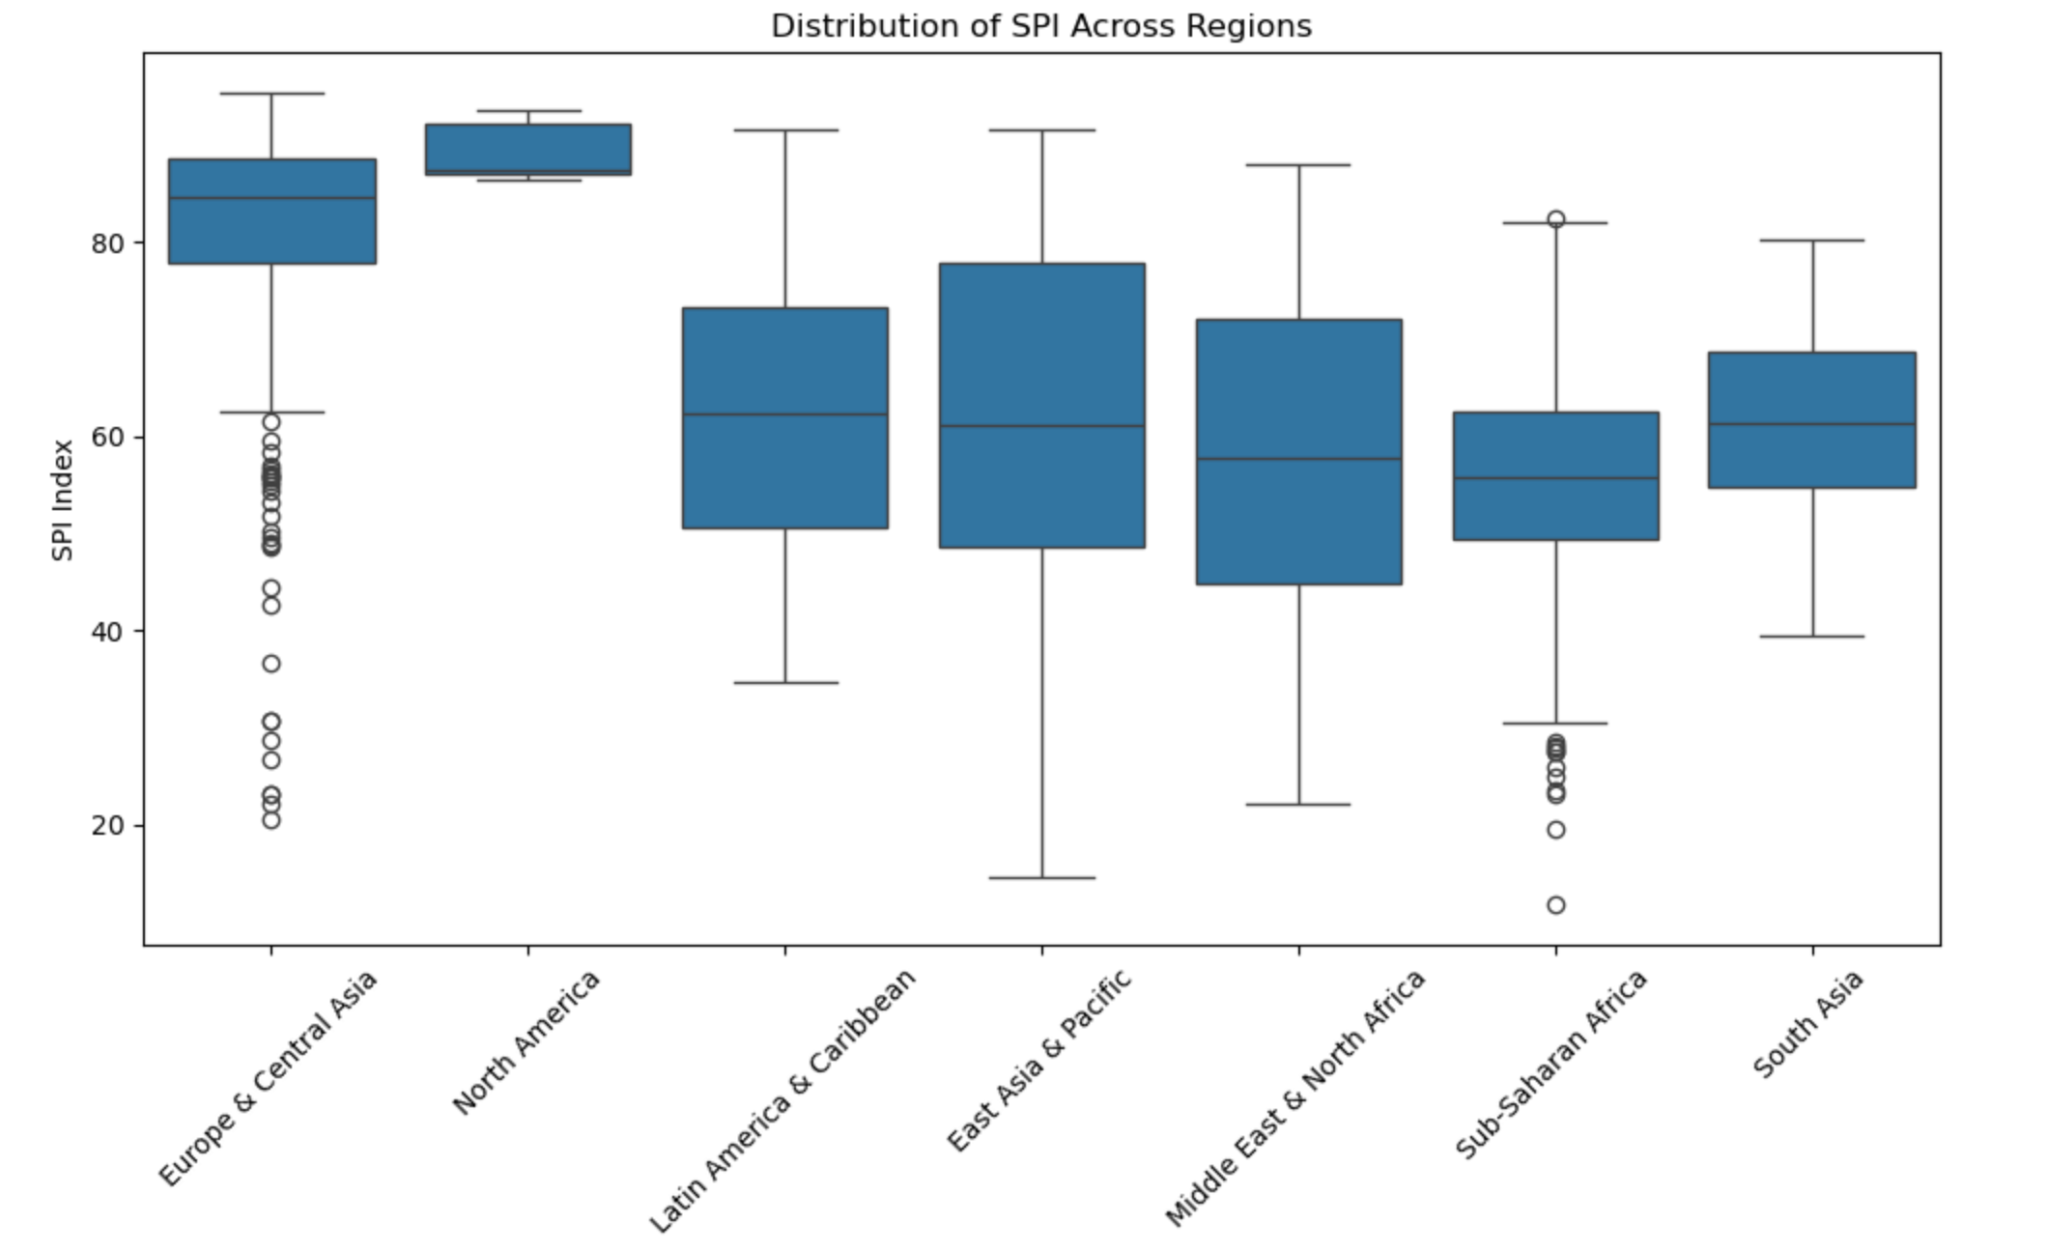 Distribution of SPI Across Regions
SPI Index
80
60
40
20
Europe & Central Asia
North America
Latin America & Caribbean
East Asia & Pacific
Middle East & North Africa
Sub-Saharan Africa
South Asia